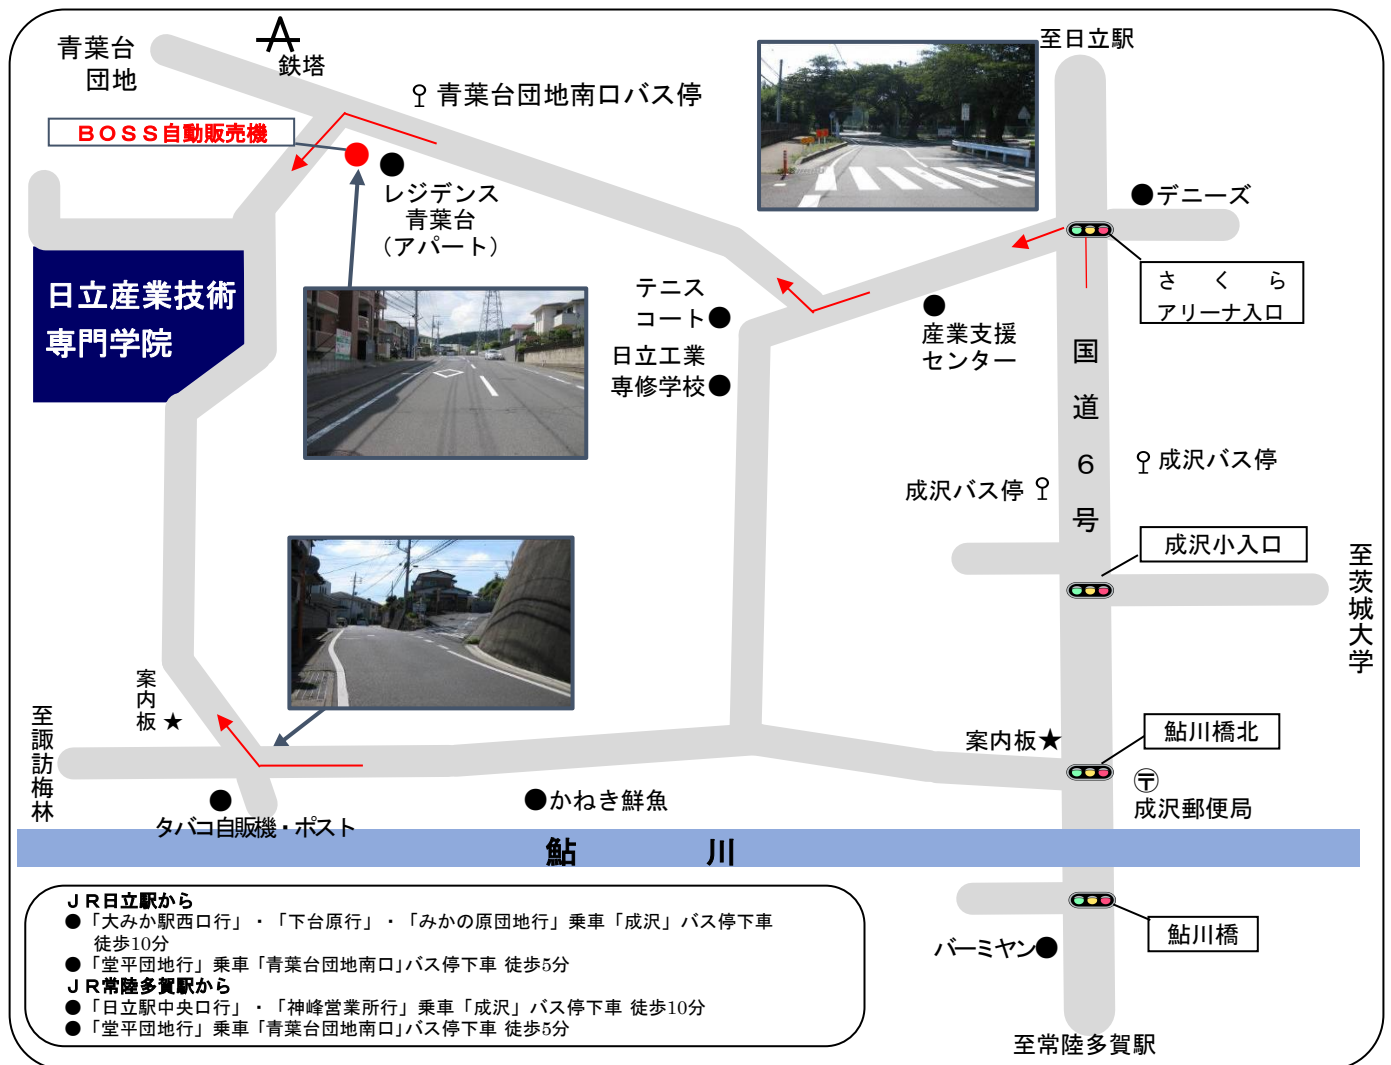 青葉台
団地
鉄塔
至日立駅
青葉台団地南口バス停
BOSS自動販売機
レジデンス
青葉台
（アパート）
デニーズ
さくら
アリーナ入口
日立産業技術
専門学院
テニス
コート
日立工業
専修学校
産業支援
センター
国道6号
成沢バス停
成沢バス停
成沢小入口
至茨城大学
案内板★
至諏訪梅林
案内板★
鮎川橋北
〒
成沢郵便局
タバコ自販機・ポスト
かねき鮮魚
鮎川
鮎川橋
バーミヤン
至常陸多賀駅
JR日立駅から
●「大みか駅西口行」・「下台原行」・「みかの原団地行」乗車「成沢」バス停下車
徒歩10分
●「堂平団地行」乗車「青葉台団地南口」バス停下車 徒歩5分
JR常陸多賀駅から
●「日立駅中央口行」・「神峰営業所行」乗車「成沢」バス停下車 徒歩10分
●「堂平団地行」乗車「青葉台団地南口」バス停下車 徒歩5分